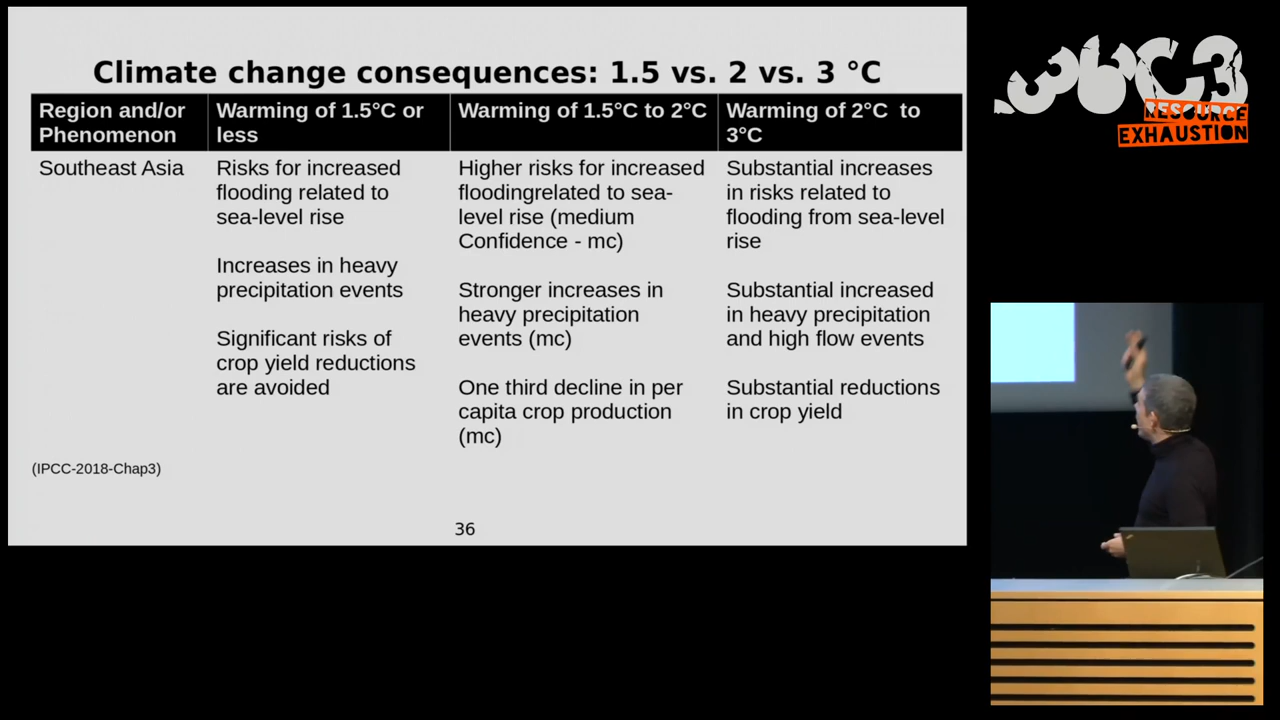 Climate change consequences: 1.5 vs. 2 vs. 3 °C
Region and/or
Phenomenon
Warming of 1.5°C or
less
Warming of 1.5°C to 2°C
Warming of 2°C  to
3°C
Southeast Asia
Risks for increased
flooding related to
sea-level rise
Increases in heavy
precipitation events
Significant risks of
crop yield reductions
are avoided
Higher risks for increased
floodingrelated to sea-
level rise (medium
Confidence - mc)
Stronger increases in
heavy precipitation
events (mc)
One third decline in per
capita crop production
(mc)
Substantial increases
in risks related to
flooding from sea-level
rise
Substantial increased
in heavy precipitation
and high flow events
Substantial reductions
in crop yield
(IPCC-2018-Chap3)
36
36C3
RESOURCE
EXHAUSTION